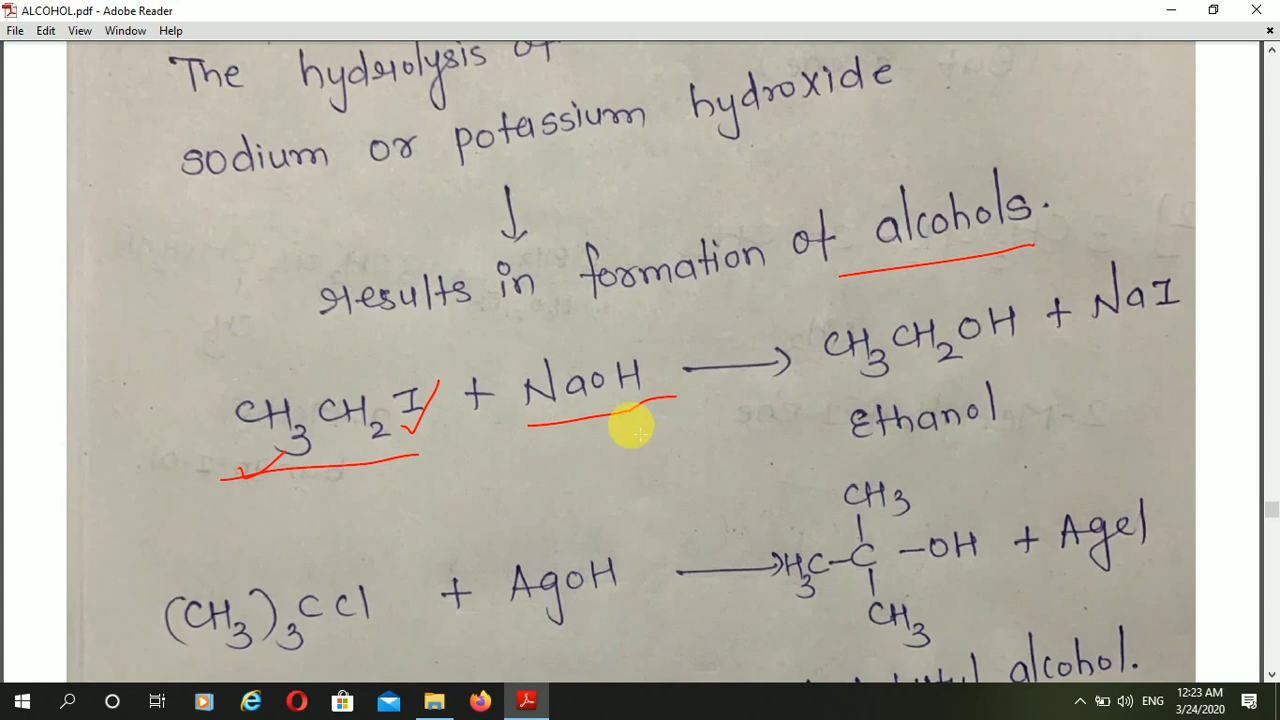 ALCOHOL.pdf - Adobe Reader
File Edit View Window Help
The hydrolysis of
sodium or potassium hydroxide
↓
results in formation of alcohols.
CH3CH2I + NaOH → CH3CH2OH + NaI
Ethanol
CH3
(CH3)3CCl + AgOH → H3C-C-OH + AgCl
CH3
alcohol.
ENG
12:23 AM
3/24/2020